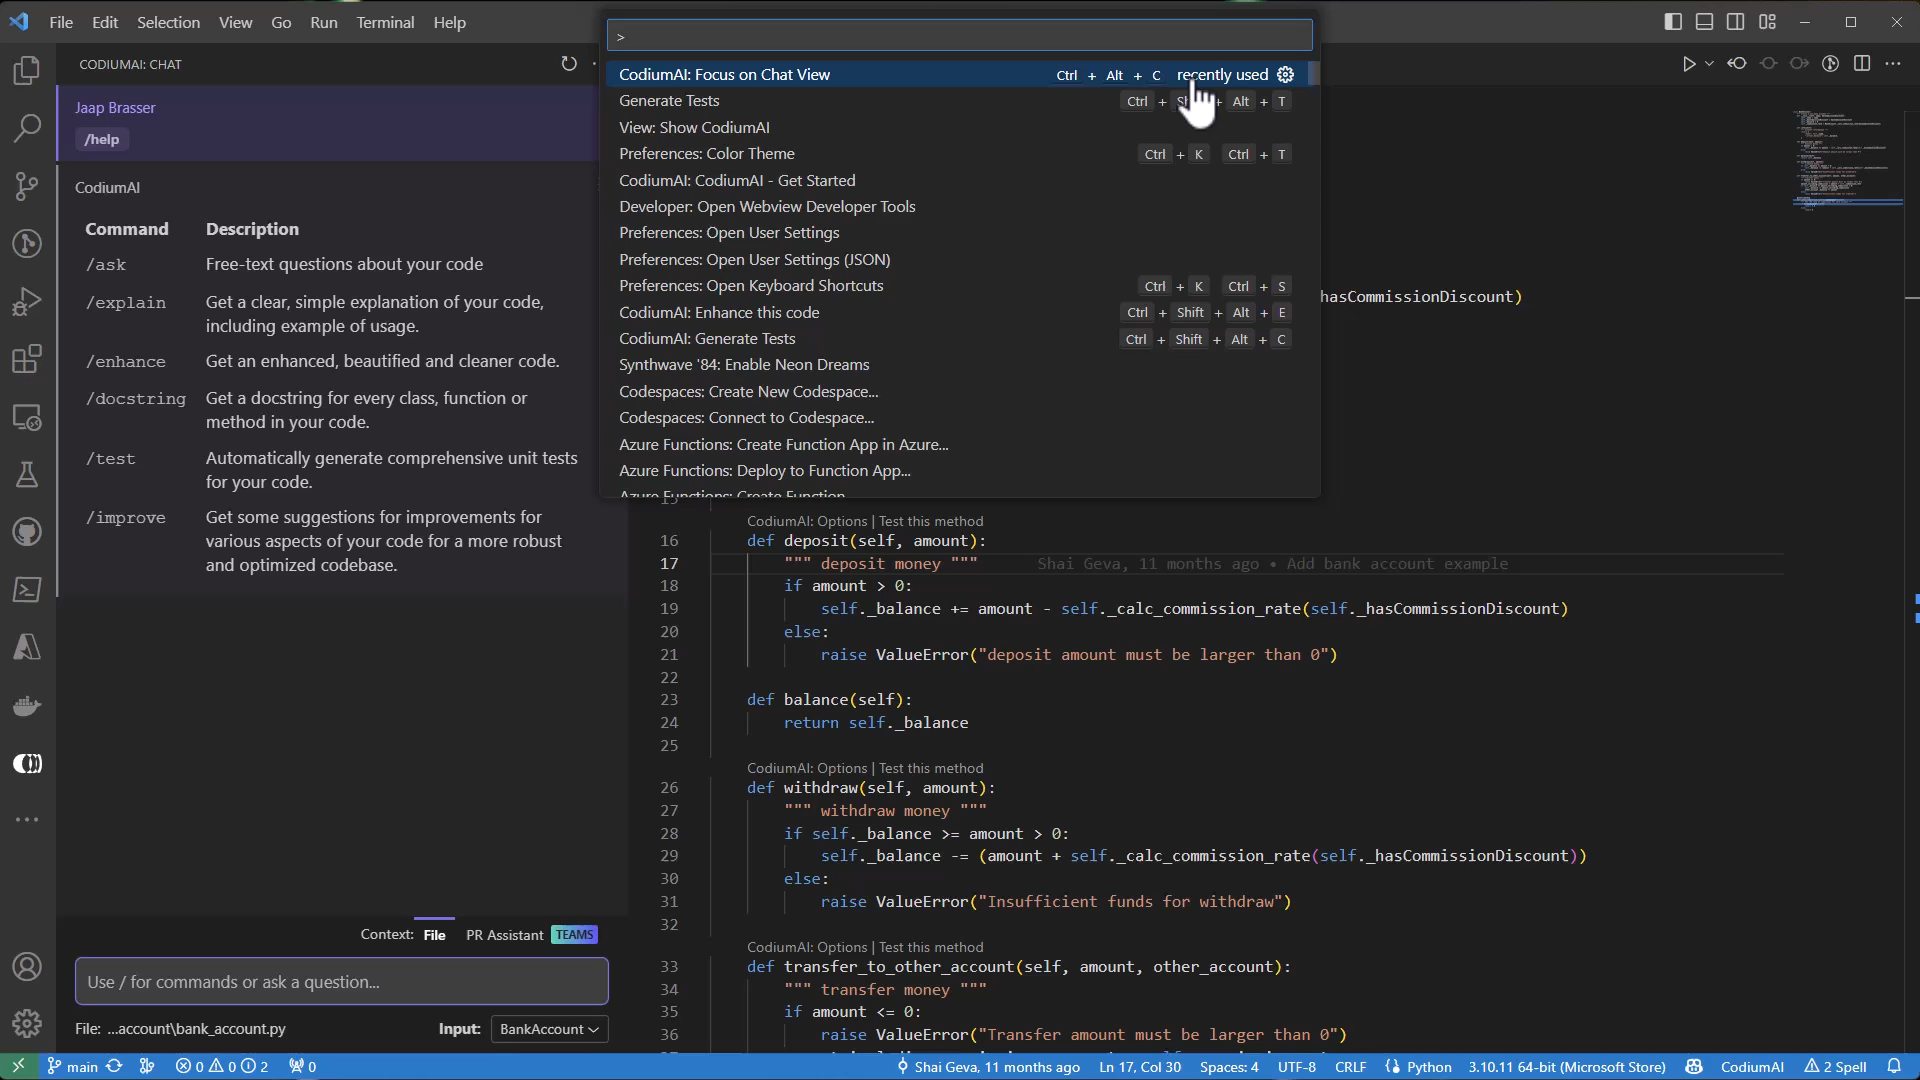 File Edit Selection View Go Run Terminal Help
CODIUMAI: CHAT
Jaap Brasser
/help
CodiumAI
Command Description
/ask Free-text questions about your code
/explain Get a clear, simple explanation of your code,
including example of usage.
/enhance Get an enhanced, beautified and cleaner code.
/docstring Get a docstring for every class, function or
method in your code.
/test Automatically generate comprehensive unit tests
for your code.
/improve Get some suggestions for improvements for
various aspects of your code for a more robust
and optimized codebase.
Context: File PR Assistant TEAMS
Use / for commands or ask a question...
File: ...account\bank_account.py Input: BankAccount
>
CodiumAI: Focus on Chat View Ctrl + Alt + C recently used
Generate Tests Ctrl + + Alt + T
View: Show CodiumAI
Preferences: Color Theme Ctrl + K Ctrl + T
CodiumAI: CodiumAI - Get Started
Developer: Open Webview Developer Tools
Preferences: Open User Settings
Preferences: Open User Settings (JSON)
Preferences: Open Keyboard Shortcuts Ctrl + K Ctrl + S
CodiumAI: Enhance this code Ctrl + Shift + Alt + E
CodiumAI: Generate Tests Ctrl + Shift + Alt + C
Synthwave '84: Enable Neon Dreams
Codespaces: Create New Codespace...
Codespaces: Connect to Codespace...
Azure Functions: Create Function App in Azure...
Azure Functions: Deploy to Function App...
Azure Functions: Create Function
hasCommissionDiscount)
15
CodiumAI: Options | Test this method
16 def deposit(self, amount):
17 """ deposit money """ Shai Geva, 11 months ago • Add bank account example
18 if amount > 0:
19 self._balance += amount - self._calc_commission_rate(self._hasCommissionDiscount)
20 else:
21 raise ValueError("deposit amount must be larger than 0")
22
23 def balance(self):
24 return self._balance
25
CodiumAI: Options | Test this method
26 def withdraw(self, amount):
27 """ withdraw money """
28 if self._balance >= amount > 0:
29 self._balance -= (amount + self._calc_commission_rate(self._hasCommissionDiscount))
30 else:
31 raise ValueError("Insufficient funds for withdraw")
32
CodiumAI: Options | Test this method
33 def transfer_to_other_account(self, amount, other_account):
34 """ transfer money """
35 if amount <= 0:
36 raise ValueError("Transfer amount must be larger than 0")
main 0 0 2 0 Shai Geva, 11 months ago Ln 17, Col 30 Spaces: 4 UTF-8 CRLF Python 3.10.11 64-bit (Microsoft Store) CodiumAI 2 Spell